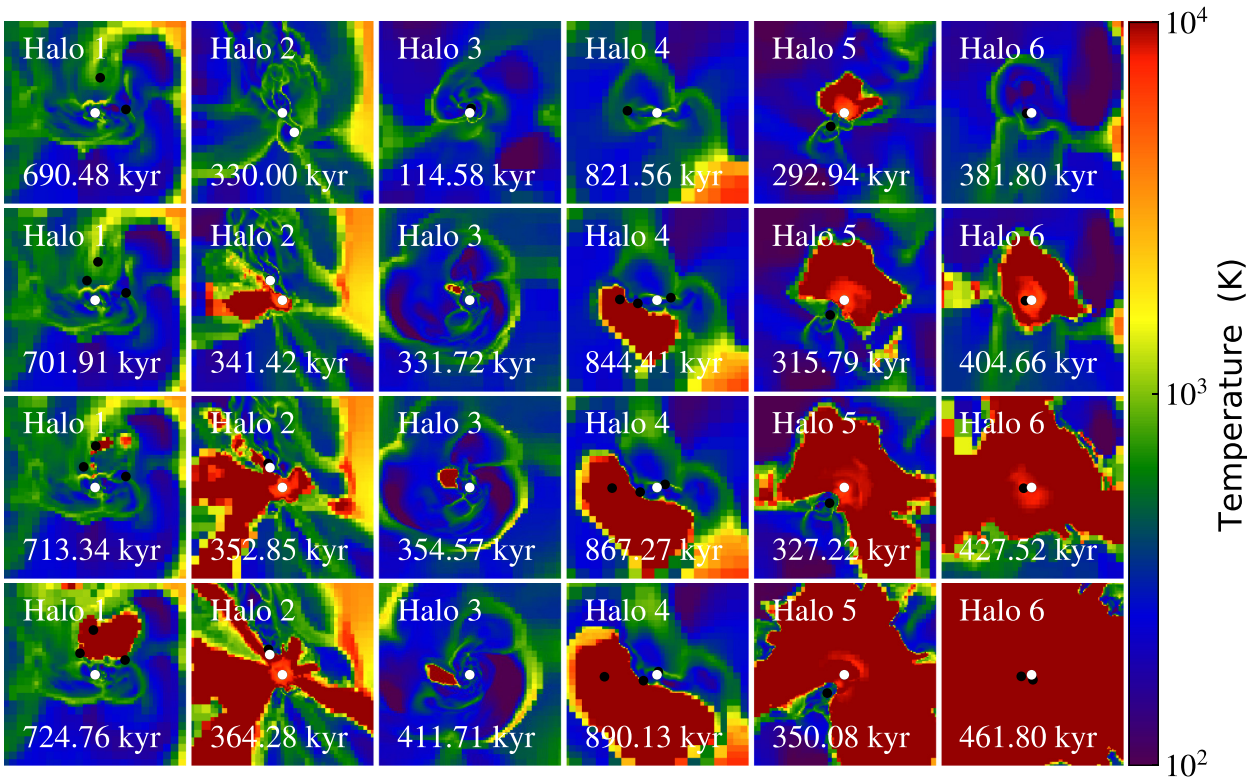 Halo 1
Halo 2
Halo 3
Halo 4
Halo 5
Halo 6
10^4
690.48 kyr
330.00 kyr
114.58 kyr
821.56 kyr
292.94 kyr
381.80 kyr
Halo 1
Halo 2
Halo 3
Halo 4
Halo 5
Halo 6
701.91 kyr
341.42 kyr
331.72 kyr
844.41 kyr
315.79 kyr
404.66 kyr
10^3
Temperature (K)
Halo 1
Halo 2
Halo 3
Halo 4
Halo 5
Halo 6
713.34 kyr
352.85 kyr
354.57 kyr
867.27 kyr
327.22 kyr
427.52 kyr
Halo 1
Halo 2
Halo 3
Halo 4
Halo 5
Halo 6
724.76 kyr
364.28 kyr
411.71 kyr
890.13 kyr
350.08 kyr
461.80 kyr
10^2